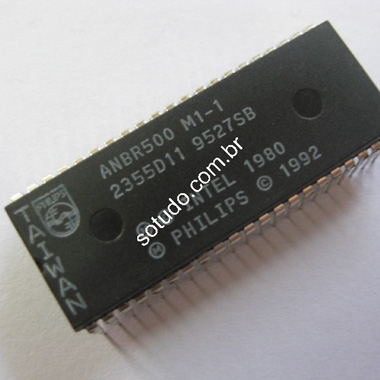 ANBR500 M1-1
2355D11 9527SB
© INTEL 1980
Ⓜ PHILIPS © 1992
TAIWAN
sotudo.com.br